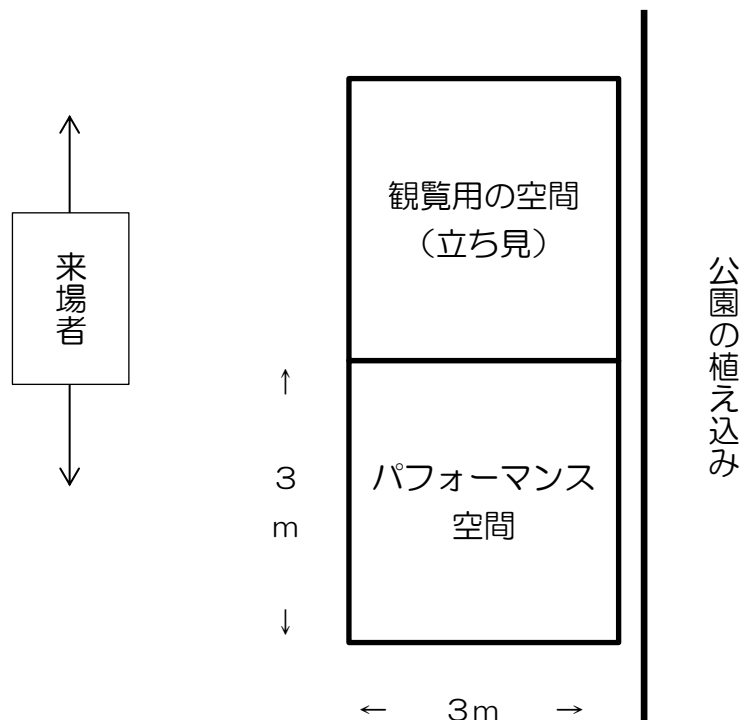 観覧用の空間
（立ち見）
来場者
公園の植え込み
↑
3
m
↓
パフォーマンス
空間
← 3m →